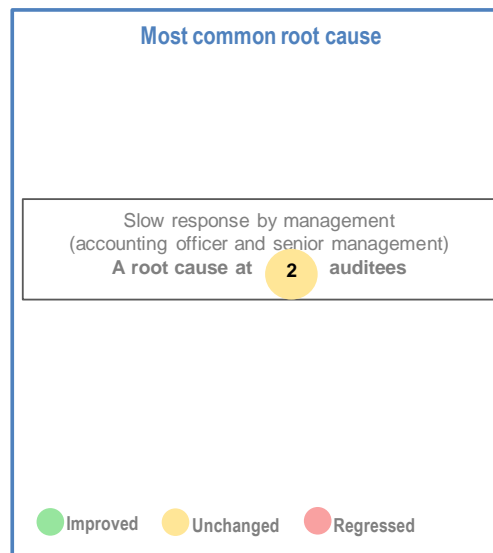 Most common root cause
Slow response by management
(accounting officer and senior management)
A root cause at 2 auditees
Improved Unchanged Regressed